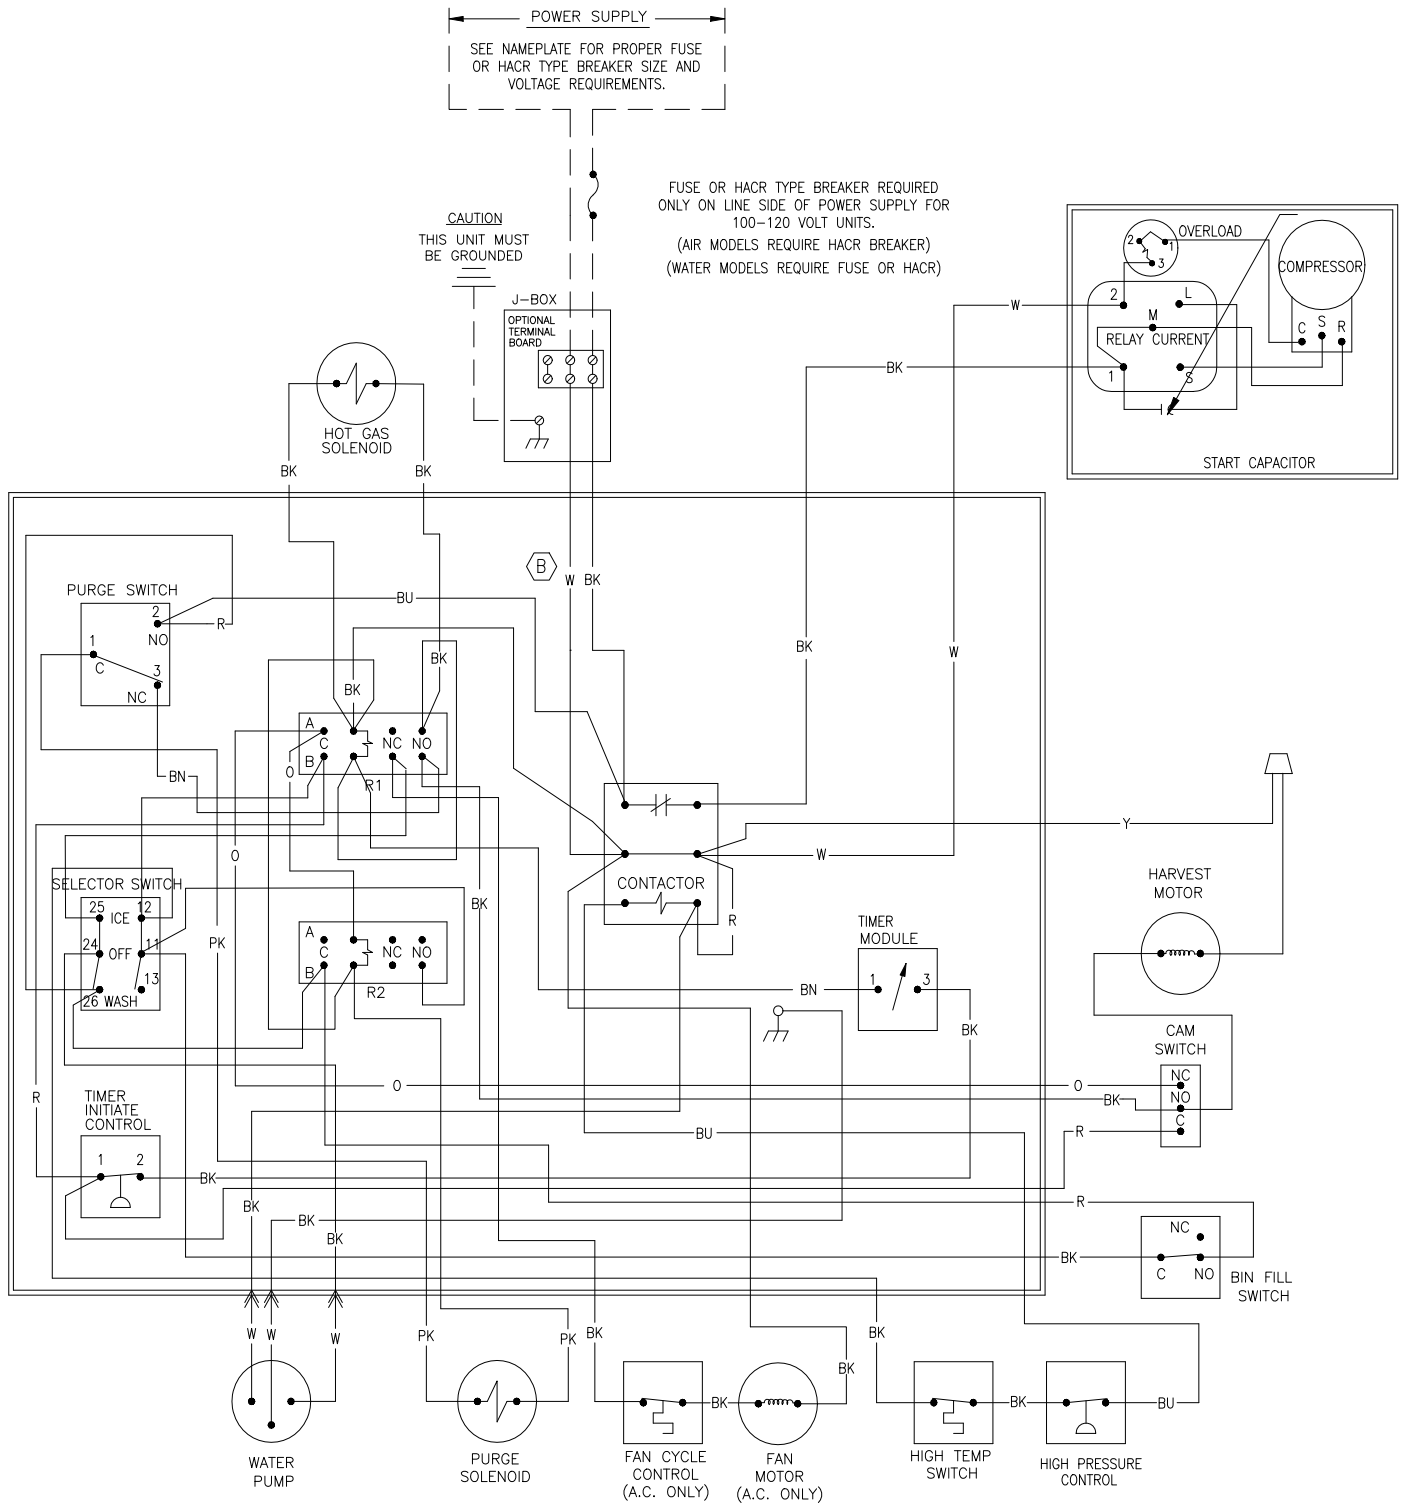 POWER SUPPLY
SEE NAMEPLATE FOR PROPER FUSE
OR HACR TYPE BREAKER SIZE AND
VOLTAGE REQUIREMENTS.
FUSE OR HACR TYPE BREAKER REQUIRED
ONLY ON LINE SIDE OF POWER SUPPLY FOR
100-120 VOLT UNITS.
(AIR MODELS REQUIRE HACR BREAKER)
(WATER MODELS REQUIRE FUSE OR HACR)
CAUTION
THIS UNIT MUST
BE GROUNDED
J-BOX
OPTIONAL
TERMINAL
BOARD
OVERLOAD
2
1
3
COMPRESSOR
C S R
2
L
M
RELAY CURRENT
1
S
START CAPACITOR
W
BK
HOT GAS
SOLENOID
BK
BK
B
W BK
PURGE SWITCH
2
NO
1
C
3
NC
R
BU
BK
BK
BK
W
BN
A
C
NC NO
B
R1
O
O
W
Y
CONTACTOR
R
SELECTOR SWITCH
25 ICE 12
24 OFF 11
26 WASH 13
PK
BK
A
C
NC NO
B
R2
TIMER
MODULE
1 3
BN
BK
HARVEST
MOTOR
CAM
SWITCH
NC
NO
C
O
O
BK
R
BU
R
TIMER
INITIATE
CONTROL
1 2
BK
BK
BK
BK
R
BK
NC
C NO
BIN FILL
SWITCH
W W W
WATER
PUMP
PK
PK
PURGE
SOLENOID
BK
FAN CYCLE
CONTROL
(A.C. ONLY)
BK
BK
FAN
MOTOR
(A.C. ONLY)
BK
HIGH TEMP
SWITCH
BK
HIGH PRESSURE
CONTROL
BU